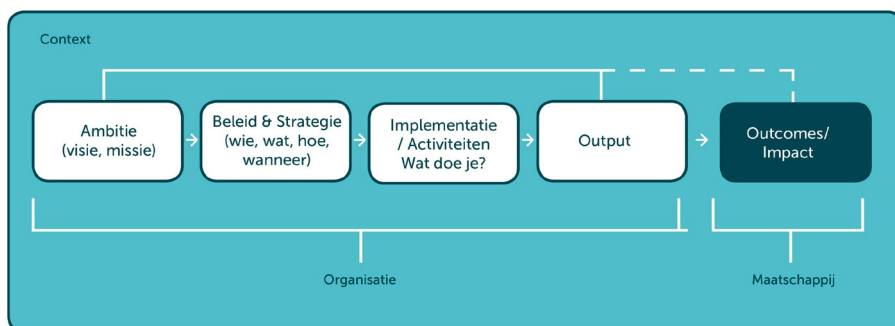 Context
Ambitie
(visie, missie)
Beleid & Strategie
(wie, wat, hoe,
wanneer)
Implementatie
/ Activiteiten
Wat doe je?
Output
Outcomes/
Impact
Organisatie
Maatschappij